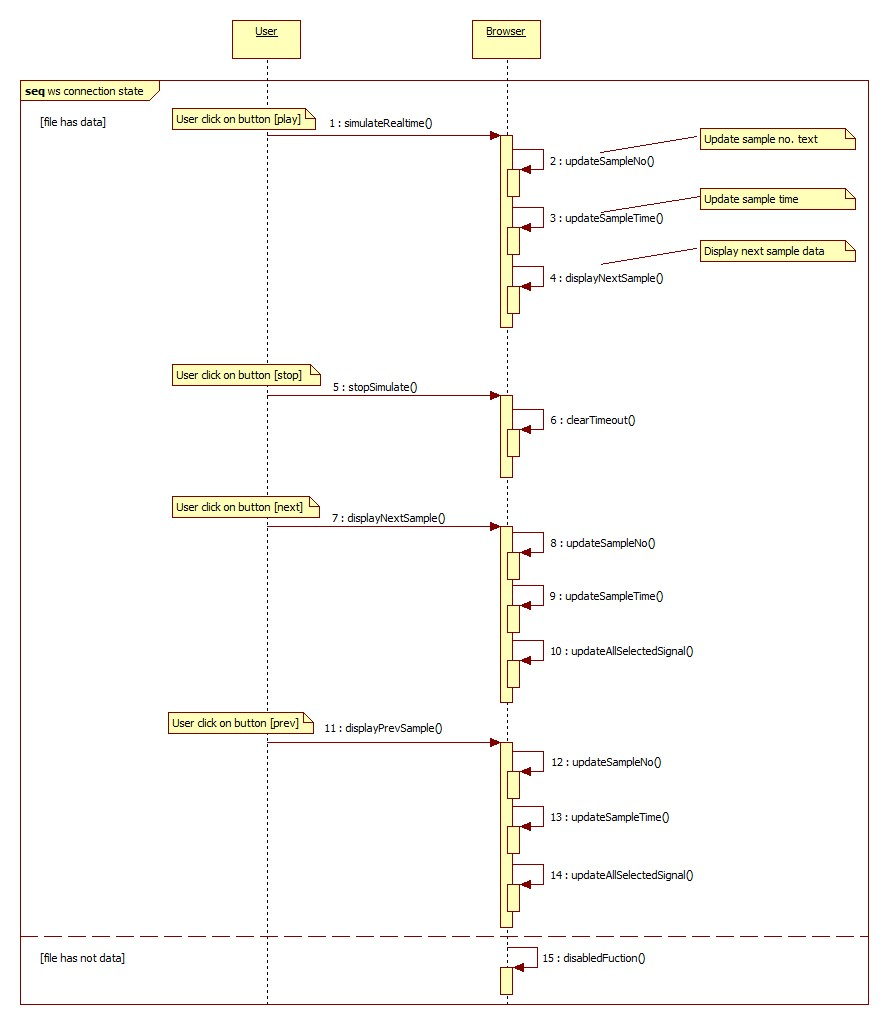 User
Browser
seq ws connection state
[file has data]
User click on button [play]
1 : simulateRealtime()
Update sample no. text
2 : updateSampleNo()
Update sample time
3 : updateSampleTime()
Display next sample data
4 : displayNextSample()
User click on button [stop]
5 : stopSimulate()
6 : clearTimeout()
User click on button [next]
7 : displayNextSample()
8 : updateSampleNo()
9 : updateSampleTime()
10 : updateAllSelectedSignal()
User click on button [prev]
11 : displayPrevSample()
12 : updateSampleNo()
13 : updateSampleTime()
14 : updateAllSelectedSignal()
[file has not data]
15 : disabledFuction()